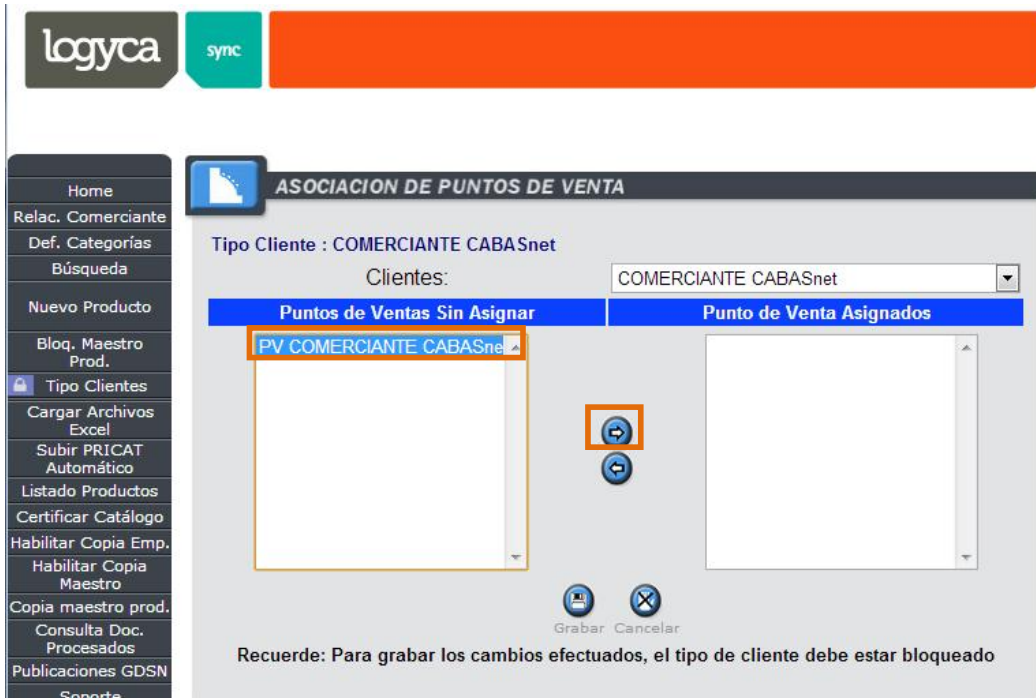 logyca
sync
Home
Relac. Comerciante
Def. Categorías
Búsqueda
Nuevo Producto
Bloq. Maestro
Prod.
Tipo Clientes
Cargar Archivos
Excel
Subir PRICAT
Automático
Listado Productos
Certificar Catálogo
Habilitar Copia Emp.
Habilitar Copia
Maestro
Copia maestro prod.
Consulta Doc.
Procesados
Publicaciones GDSN
Soporte
ASOCIACION DE PUNTOS DE VENTA
Tipo Cliente : COMERCIANTE CABASnet
Clientes: COMERCIANTE CABASnet
Puntos de Ventas Sin Asignar Punto de Venta Asignados
PV COMERCIANTE CABASne
Grabar Cancelar
Recuerde: Para grabar los cambios efectuados, el tipo de cliente debe estar bloqueado